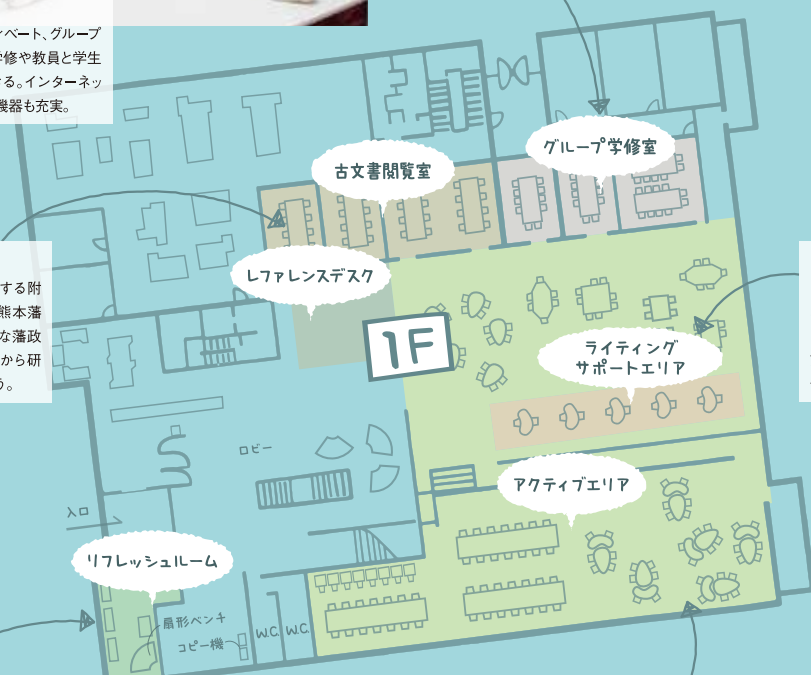 ベート、グループ
学修や教員と学生
る。インターネッ
機器も充実。
グループ学修室
古文書閲覧室
レファレンスデスク
する附
熊本藩
な藩政
から研
う。
1F
ライティング
サポートエリア
ロビー
アクティブエリア
入口
リフレッシュルーム
扇形ベンチ
コピー機
W.C.
W.C.